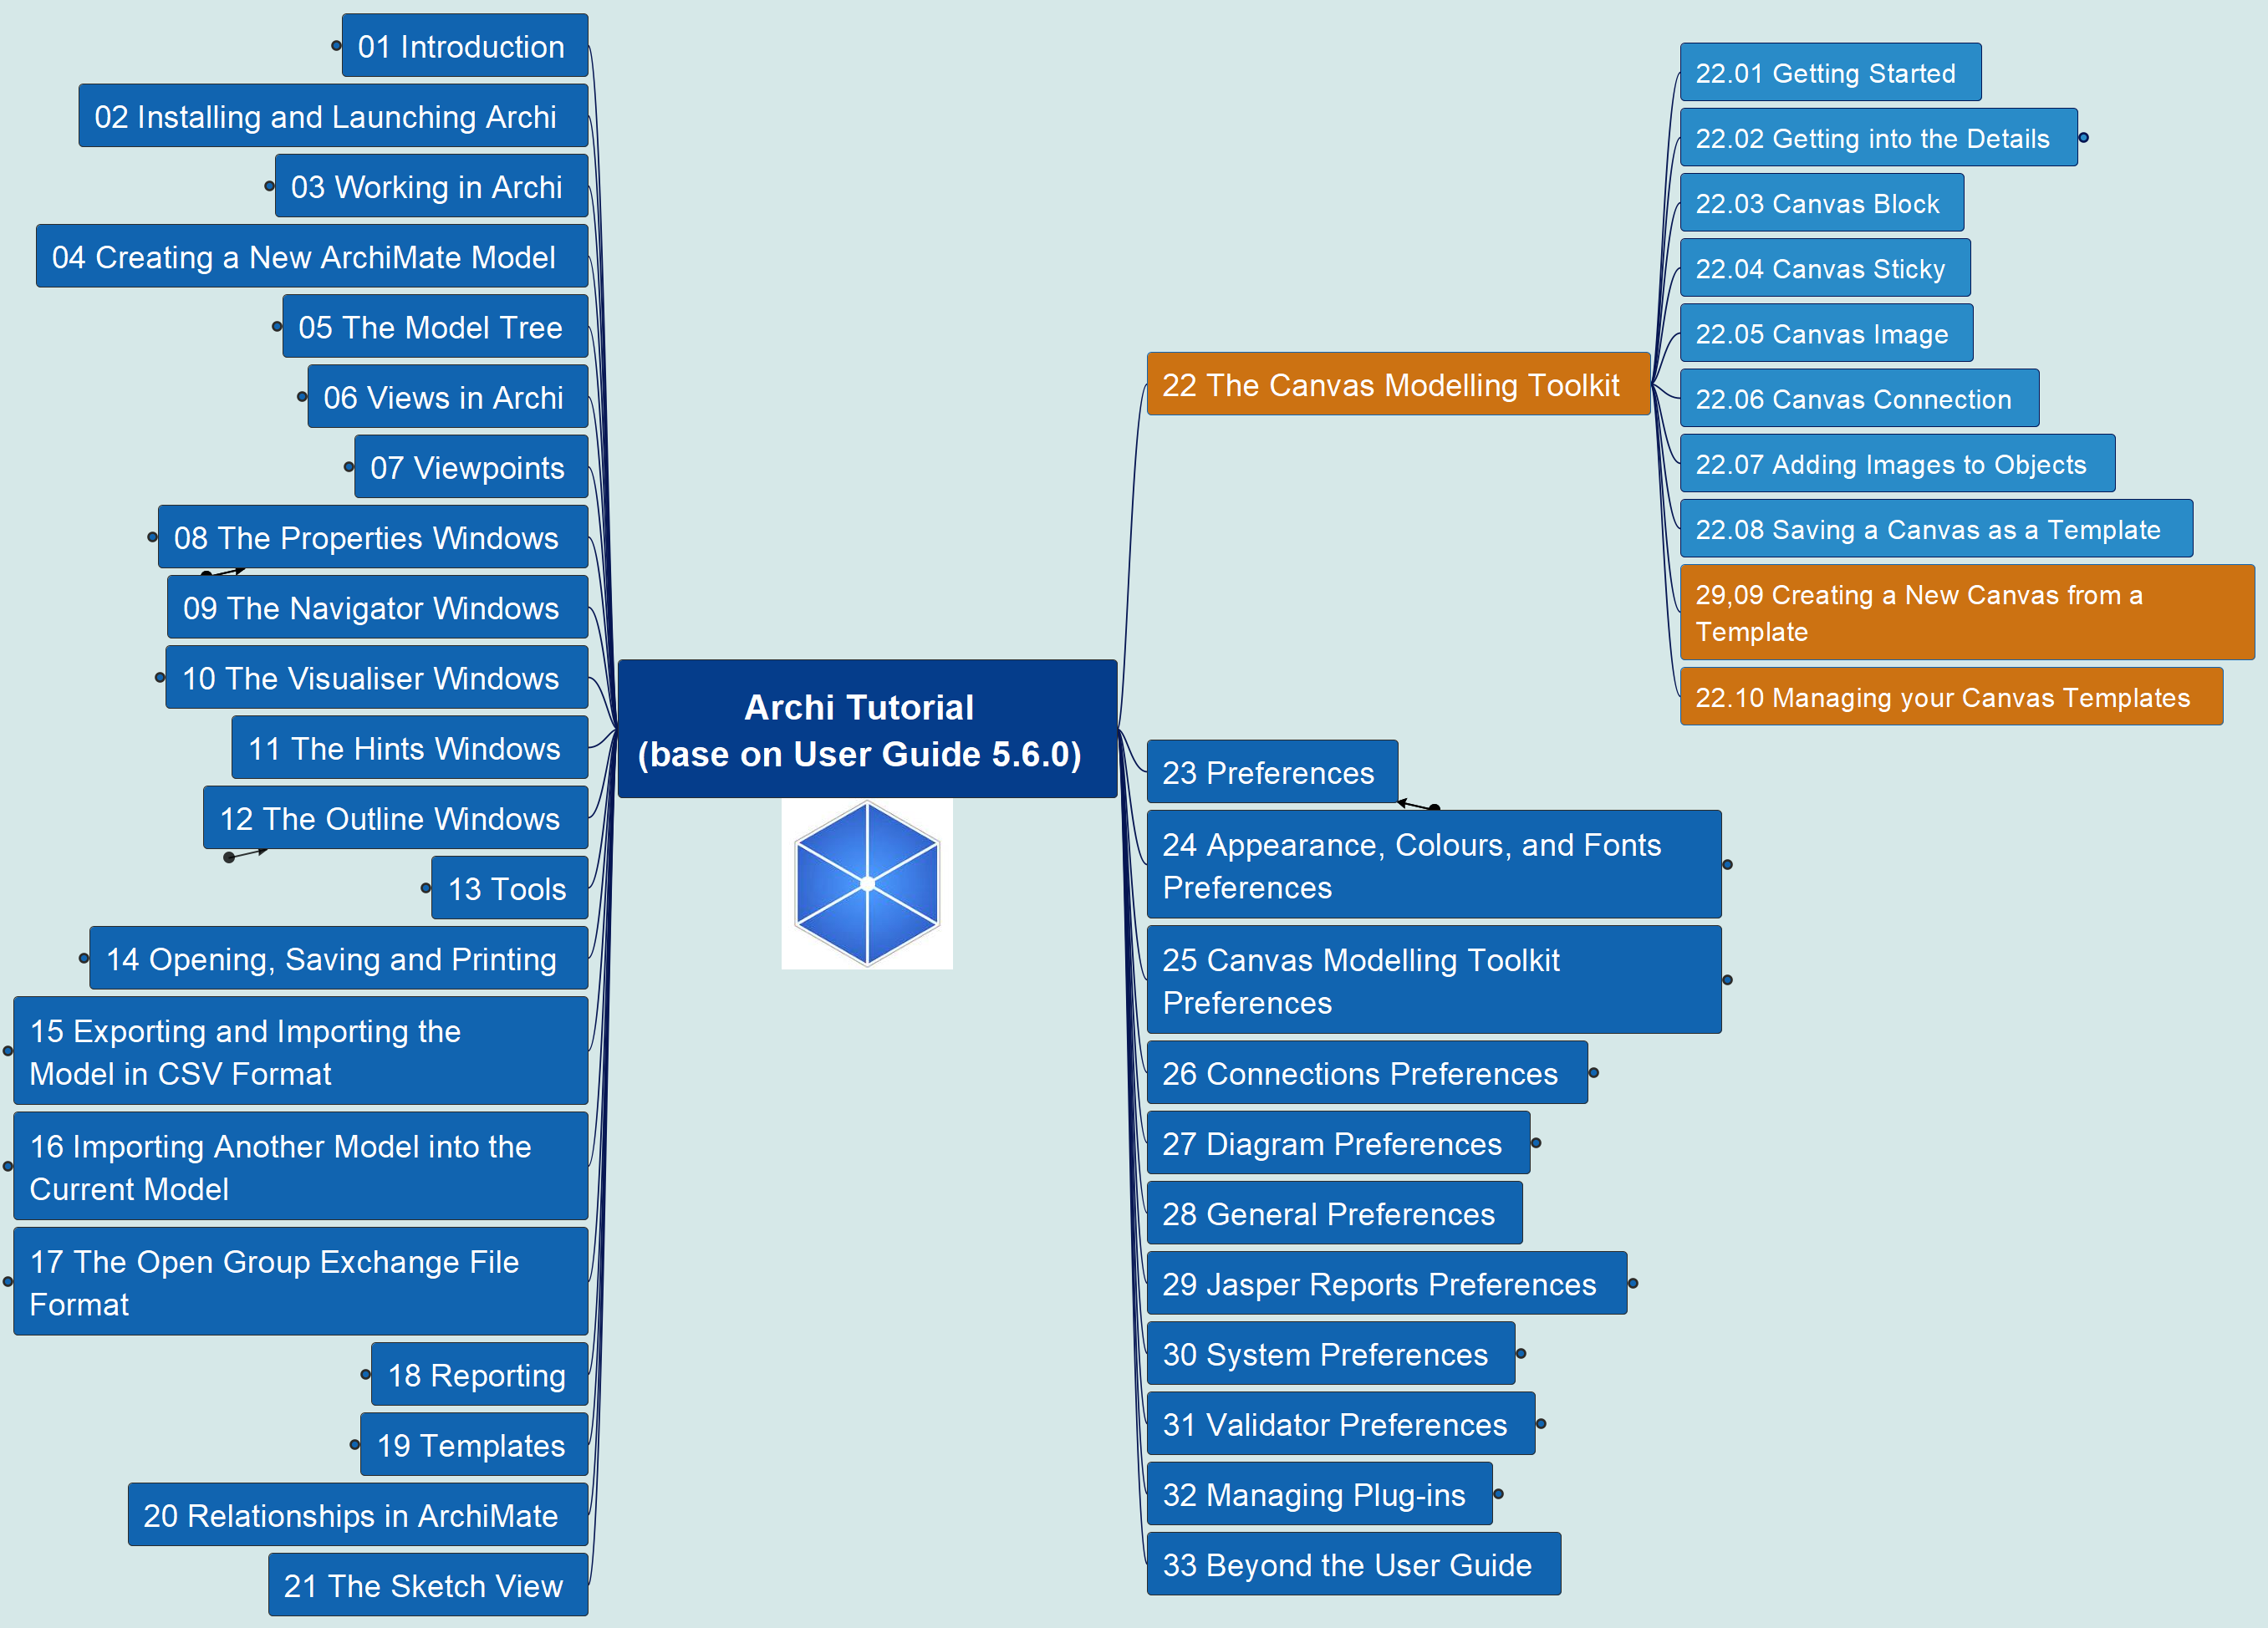 01 Introduction
02 Installing and Launching Archi
03 Working in Archi
04 Creating a New ArchiMate Model
05 The Model Tree
06 Views in Archi
07 Viewpoints
08 The Properties Windows
09 The Navigator Windows
10 The Visualiser Windows
11 The Hints Windows
12 The Outline Windows
13 Tools
14 Opening, Saving and Printing
15 Exporting and Importing the
Model in CSV Format
16 Importing Another Model into the
Current Model
17 The Open Group Exchange File
Format
18 Reporting
19 Templates
20 Relationships in ArchiMate
21 The Sketch View
Archi Tutorial
(base on User Guide 5.6.0)
22 The Canvas Modelling Toolkit
22.01 Getting Started
22.02 Getting into the Details
22.03 Canvas Block
22.04 Canvas Sticky
22.05 Canvas Image
22.06 Canvas Connection
22.07 Adding Images to Objects
22.08 Saving a Canvas as a Template
29,09 Creating a New Canvas from a
Template
22.10 Managing your Canvas Templates
23 Preferences
24 Appearance, Colours, and Fonts
Preferences
25 Canvas Modelling Toolkit
Preferences
26 Connections Preferences
27 Diagram Preferences
28 General Preferences
29 Jasper Reports Preferences
30 System Preferences
31 Validator Preferences
32 Managing Plug-ins
33 Beyond the User Guide